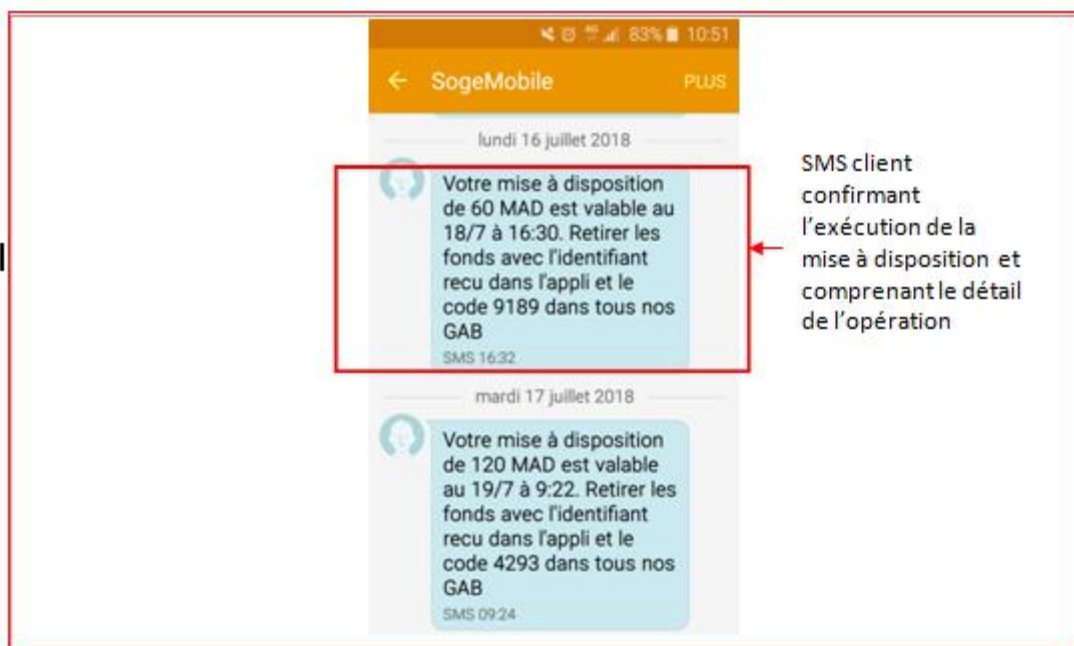 83% 10:51
SogeMobile PLUS
lundi 16 juillet 2018
Votre mise à disposition
de 60 MAD est valable au
18/7 à 16:30. Retirer les
fonds avec l'identifiant
recu dans l'appli et le
code 9189 dans tous nos
GAB
SMS 16:32
SMS client
confirmant
l'exécution de la
mise à disposition et
comprenant le détail
de l'opération
mardi 17 juillet 2018
Votre mise à disposition
de 120 MAD est valable
au 19/7 à 9:22. Retirer les
fonds avec l'identifiant
recu dans l'appli et le
code 4293 dans tous nos
GAB
SMS 09:24